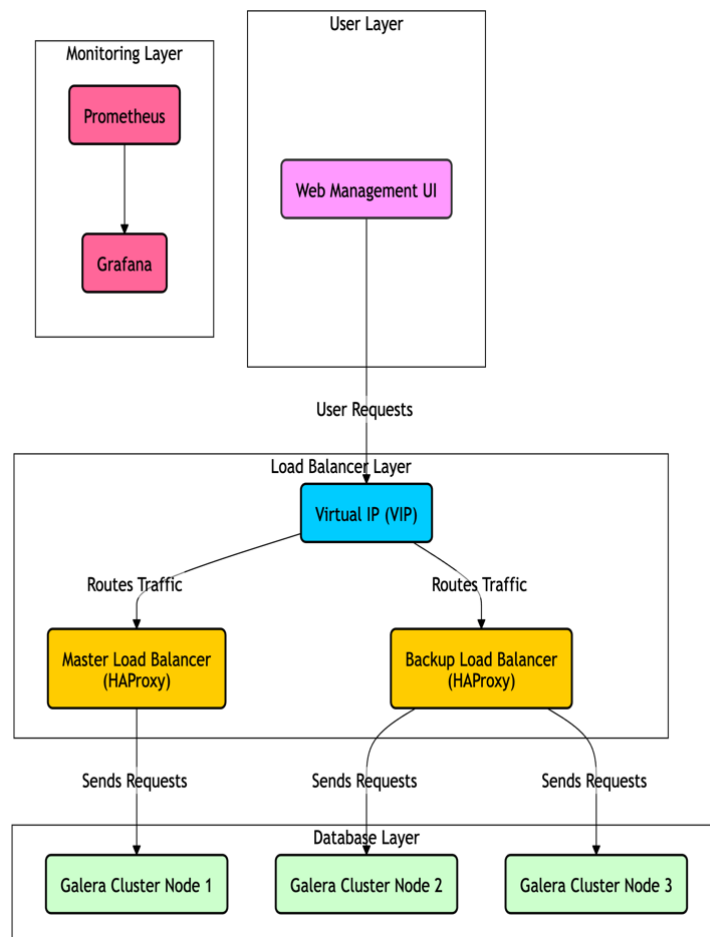 User Layer
Monitoring Layer
Prometheus
Web Management UI
Grafana
User Requests
Load Balancer Layer
Virtual IP (VIP)
Routes Traffic
Routes Traffic
Master Load Balancer
(HAProxy)
Backup Load Balancer
(HAProxy)
Sends Requests
Sends Requests
Sends Requests
Database Layer
Galera Cluster Node 1
Galera Cluster Node 2
Galera Cluster Node 3